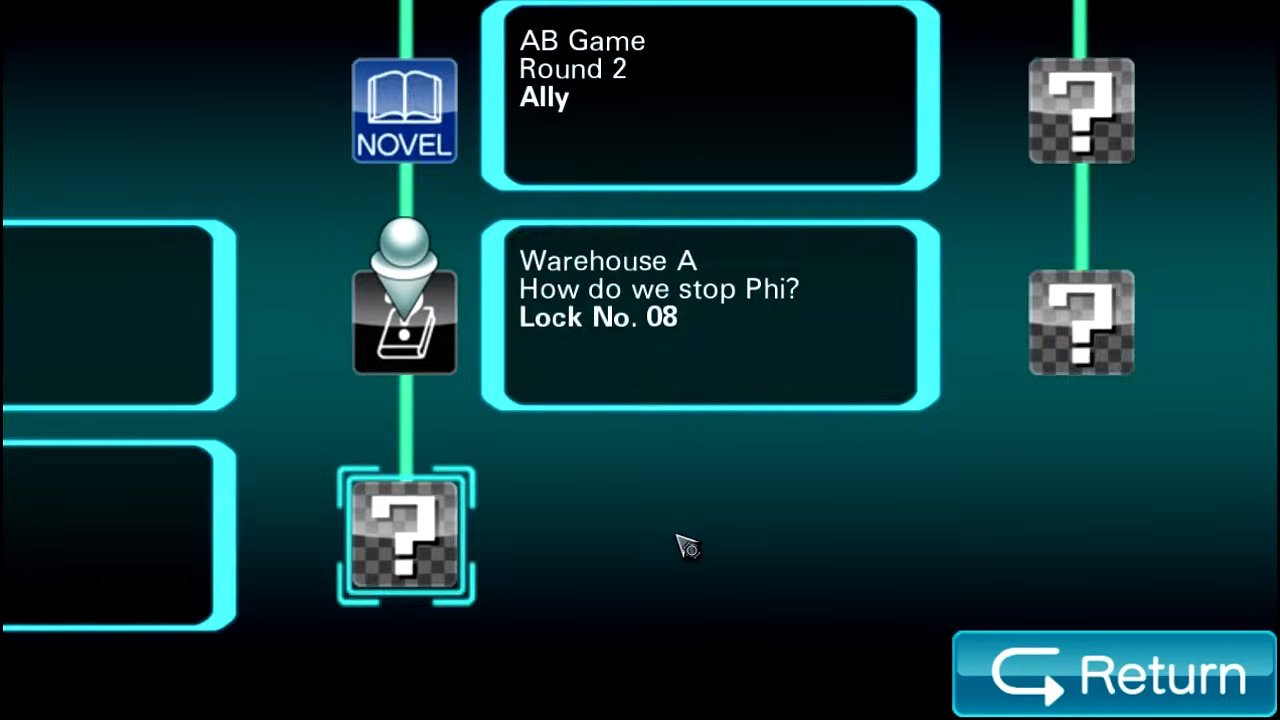 AB Game
Round 2
Ally
NOVEL
?
Warehouse A
How do we stop Phi?
Lock No. 08
?
?
Return